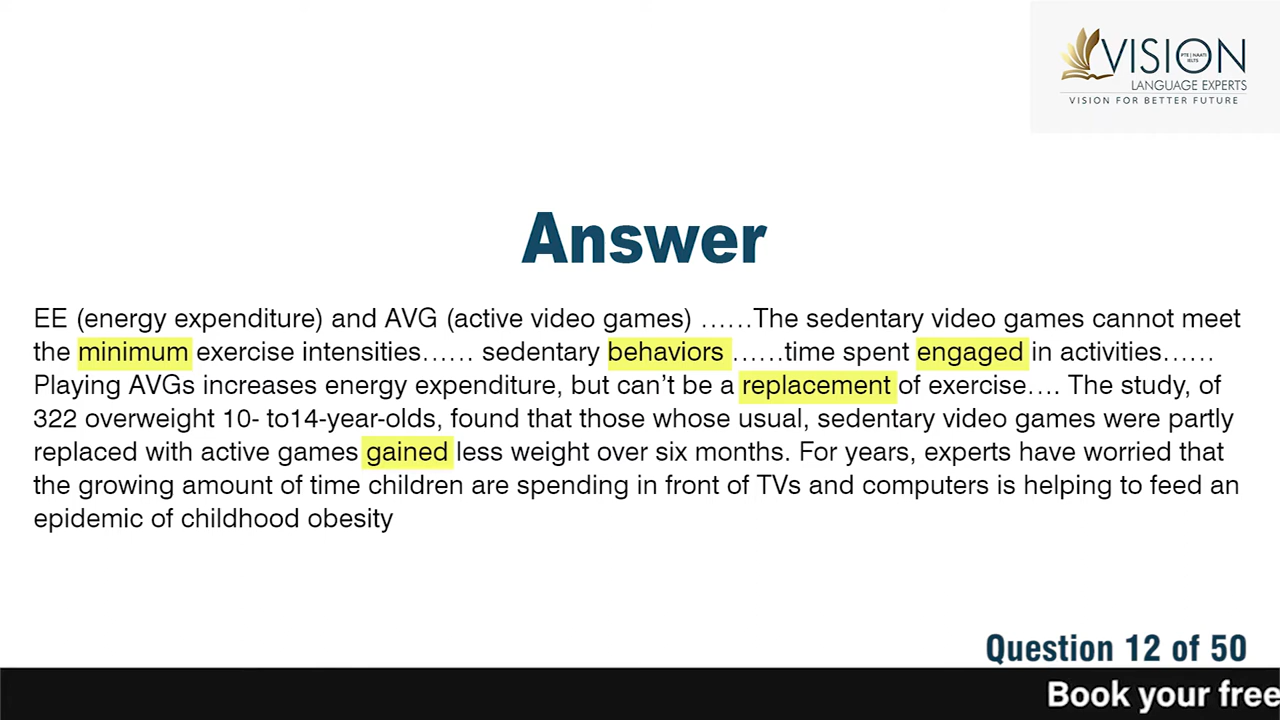 VISION
PTE | NAATI
IELTS
LANGUAGE EXPERTS
VISION FOR BETTER FUTURE
Answer
EE (energy expenditure) and AVG (active video games) ……The sedentary video games cannot meet
the minimum exercise intensities…… sedentary behaviors ……time spent engaged in activities……
Playing AVGs increases energy expenditure, but can't be a replacement of exercise…. The study, of
322 overweight 10- to14-year-olds, found that those whose usual, sedentary video games were partly
replaced with active games gained less weight over six months. For years, experts have worried that
the growing amount of time children are spending in front of TVs and computers is helping to feed an
epidemic of childhood obesity
Question 12 of 50
Book your free